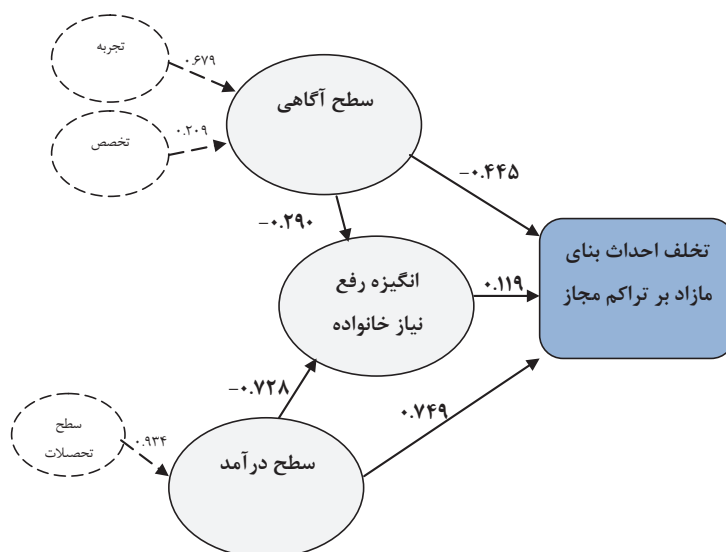 تجربه
۰.۶۷۹
سطح آگاهی
تخصص
۰.۲۰۹
−۰.۴۴۵
−۰.۲۹۰
تخلف احداث بنای
مازاد بر تراکم مجاز
انگیزه رفع
نیاز خانواده
۰.۱۱۹
−۰.۷۲۸
۰.۷۴۹
سطح
تحصیلات
۰.۹۳۴
سطح درآمد